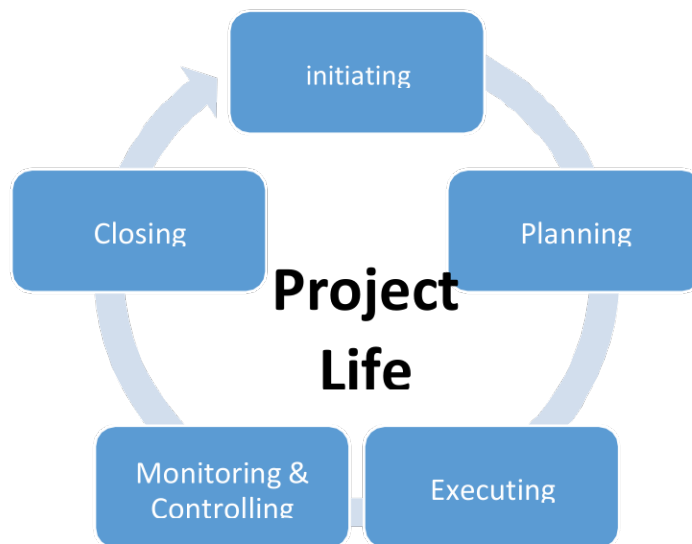 initiating
Planning
Executing
Monitoring &
Controlling
Closing
Project
Life